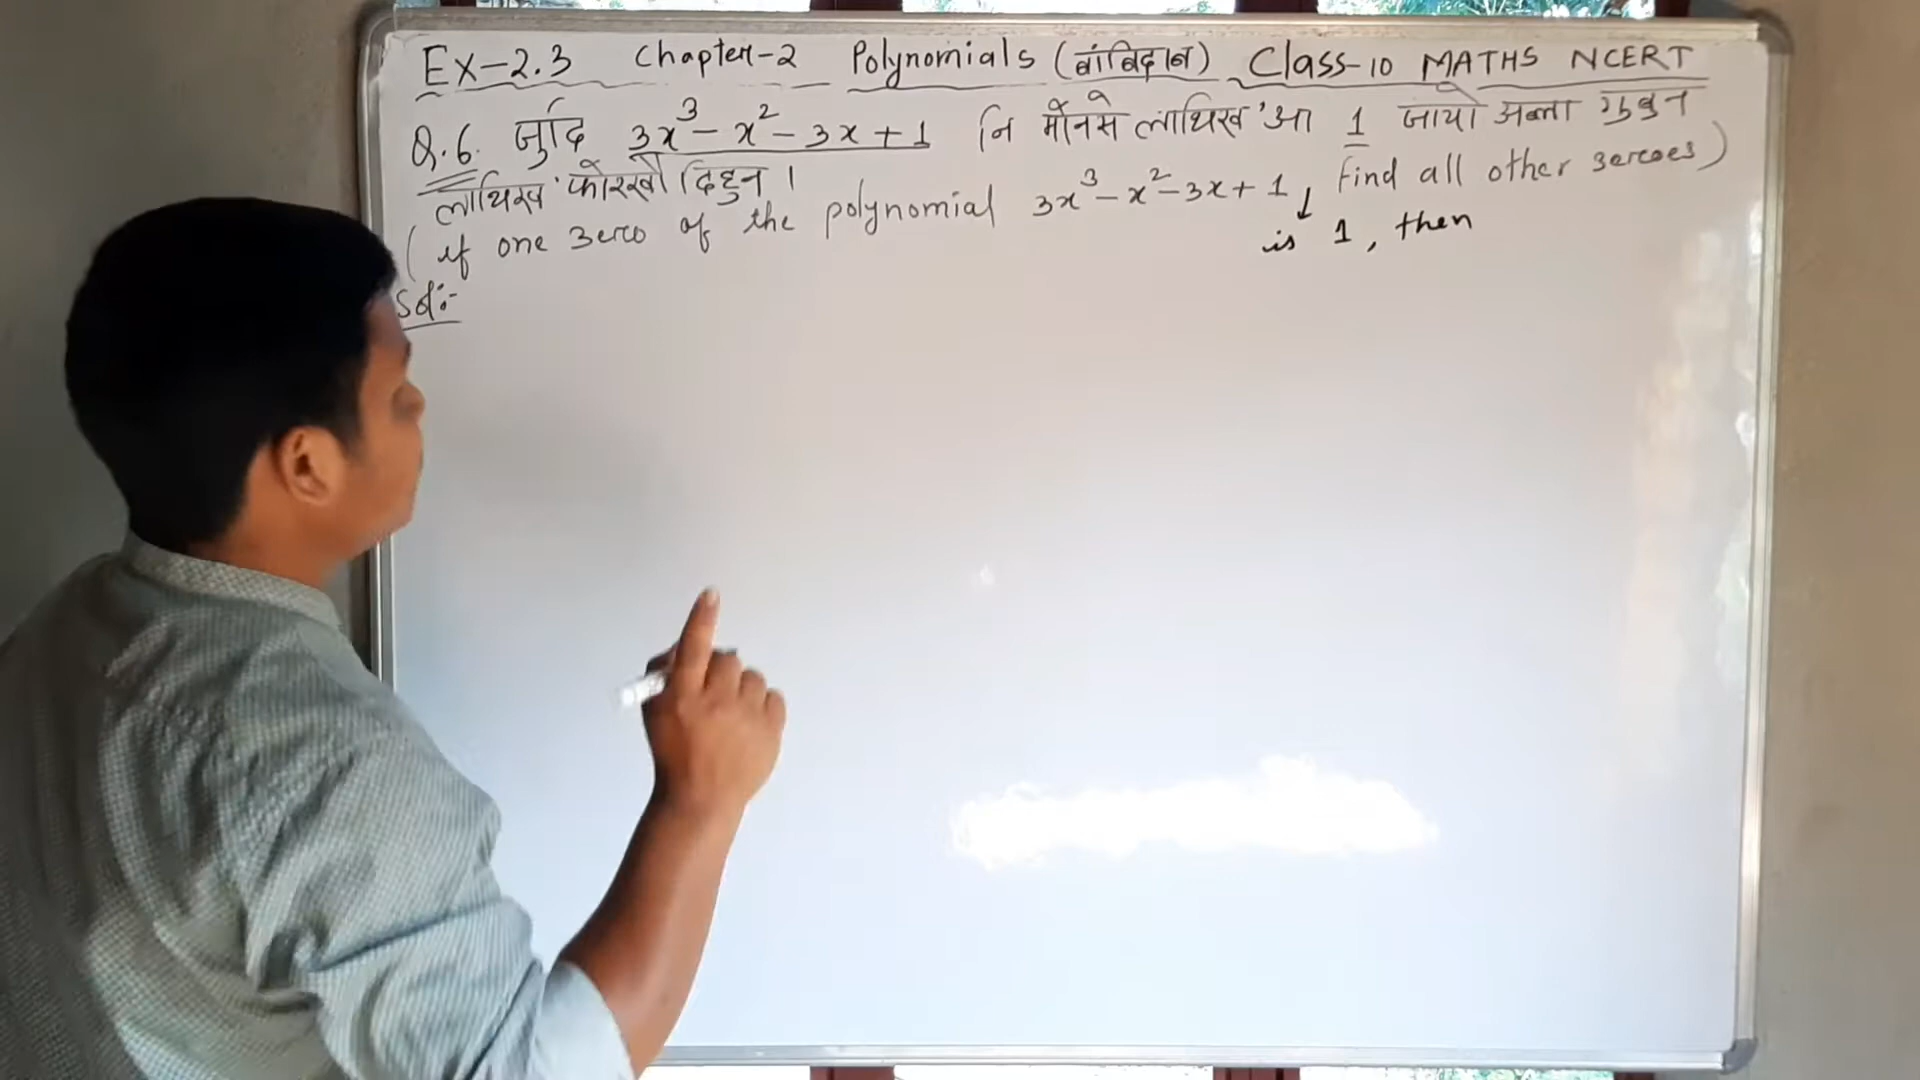 Ex-2.3 Chapter-2 Polynomials (बांबिदाब) Class-10 MATHS NCERT
Q.6. जुदि 3x³ - x² - 3x + 1 नि मोनसे लाथिख'आ 1 जायो अब्ला गुबुन
लाथिख'फोरखौ दिहुन।
(if one zero of the polynomial 3x³ - x² - 3x + 1, find all other zeroes)
is 1, then
Sol:-